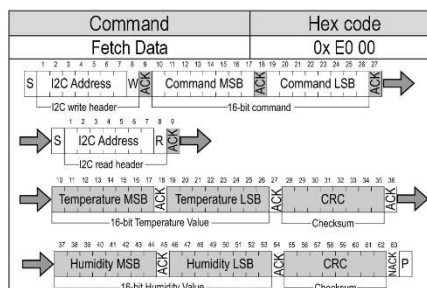 Command Hex code
Fetch Data 0x E0 00
1 2 3 4 5 6 7 8 9 10 11 12 13 14 15 16 17 18 19 20 21 22 23 24 25 26 27
S I2C Address W ACK Command MSB ACK Command LSB ACK
I2C write header 16-bit command
1 2 3 4 5 6 7 8 9
S I2C Address R ACK
I2C read header
10 11 12 13 14 15 16 17 18 19 20 21 22 23 24 25 26 27 28 29 30 31 32 33 34 35 36
Temperature MSB ACK Temperature LSB ACK CRC ACK
16-bit Temperature Value Checksum
37 38 39 40 41 42 43 44 45 46 47 48 49 50 51 52 53 54 55 56 57 58 59 60 61 62 63
Humidity MSB ACK Humidity LSB ACK CRC NACK P
16-bit Humidity Value Checksum